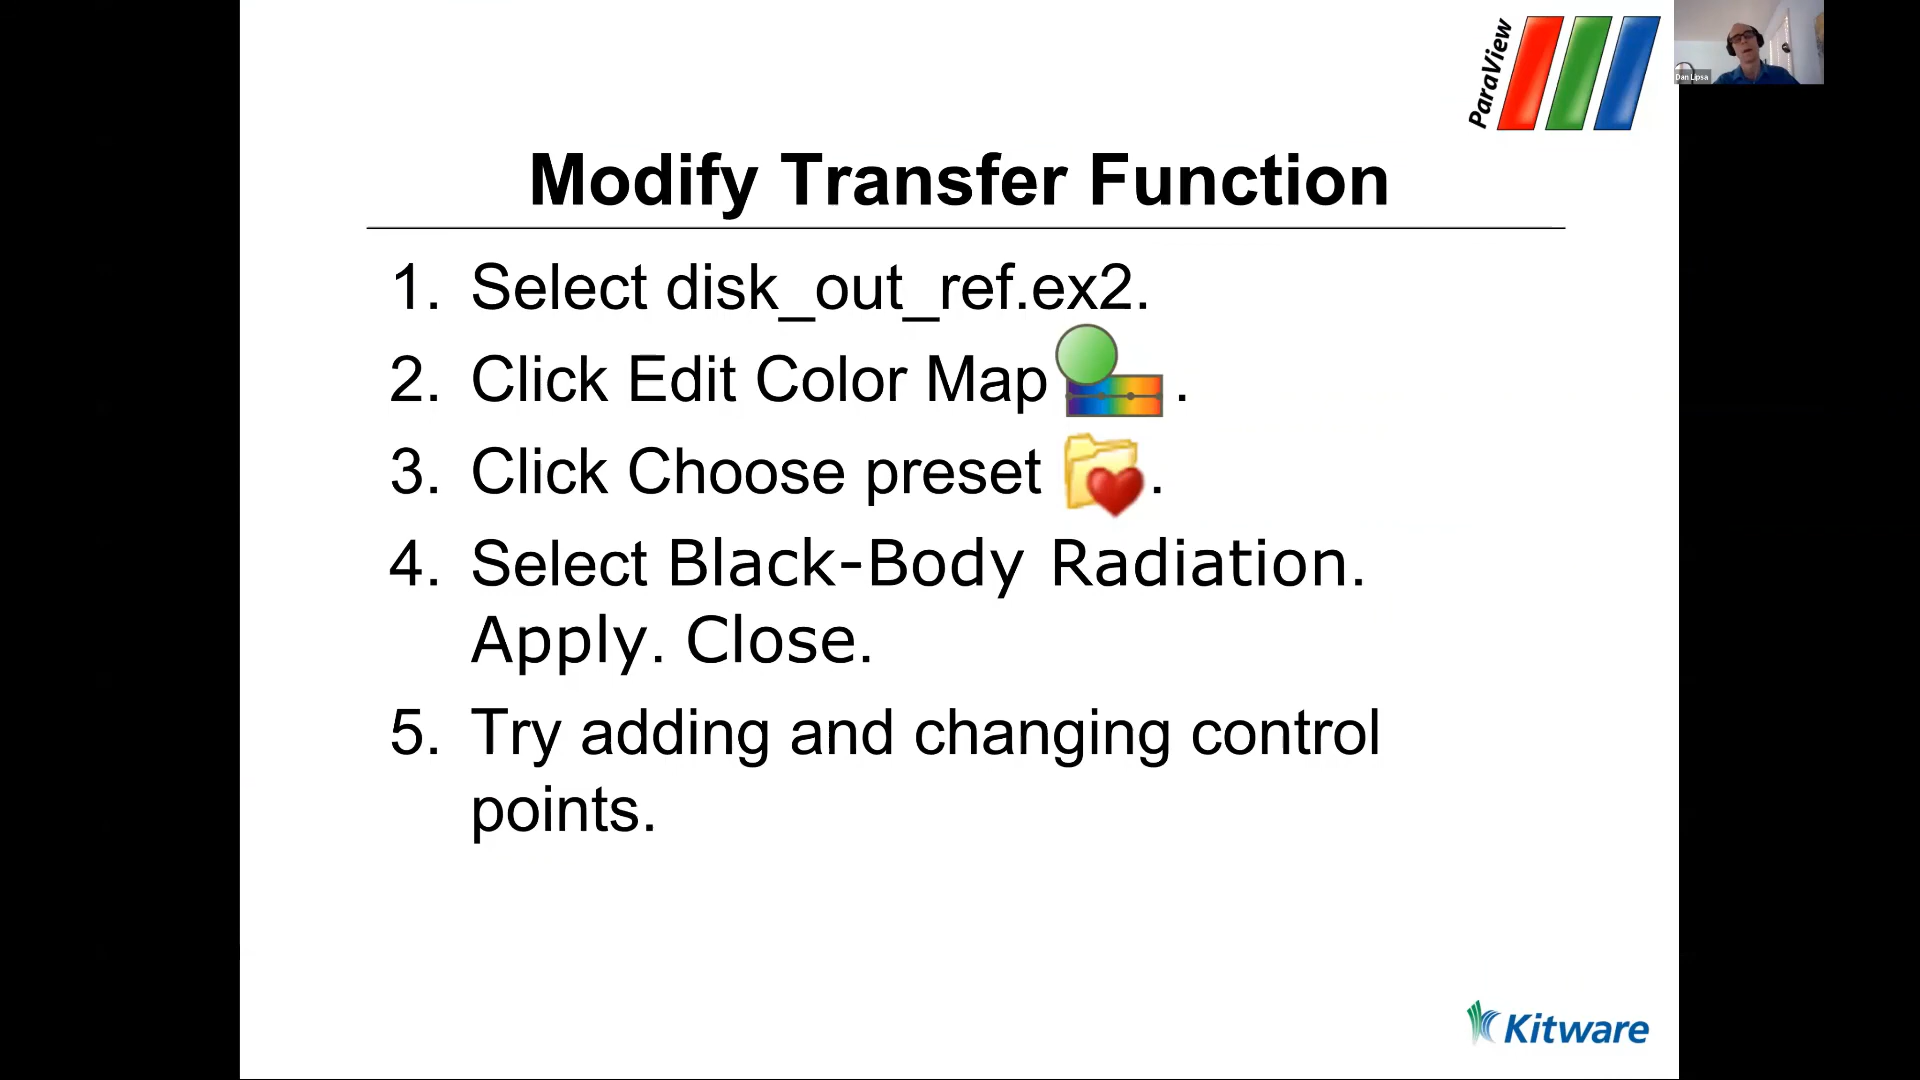 ParaView
Dan Lipsa
Modify Transfer Function
1. Select disk_out_ref.ex2.
2. Click Edit Color Map .
3. Click Choose preset .
4. Select Black-Body Radiation.
Apply. Close.
5. Try adding and changing control
points.
Kitware